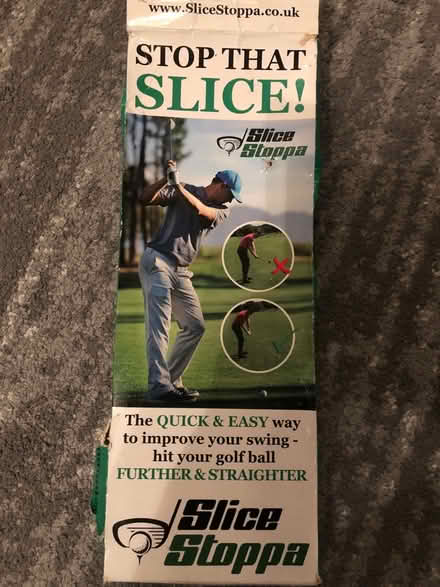 www.SliceStoppa.co.uk
STOP THAT
SLICE!
Slice
Stoppa
The QUICK & EASY way
to improve your swing -
hit your golf ball
FURTHER & STRAIGHTER
Slice
Stoppa